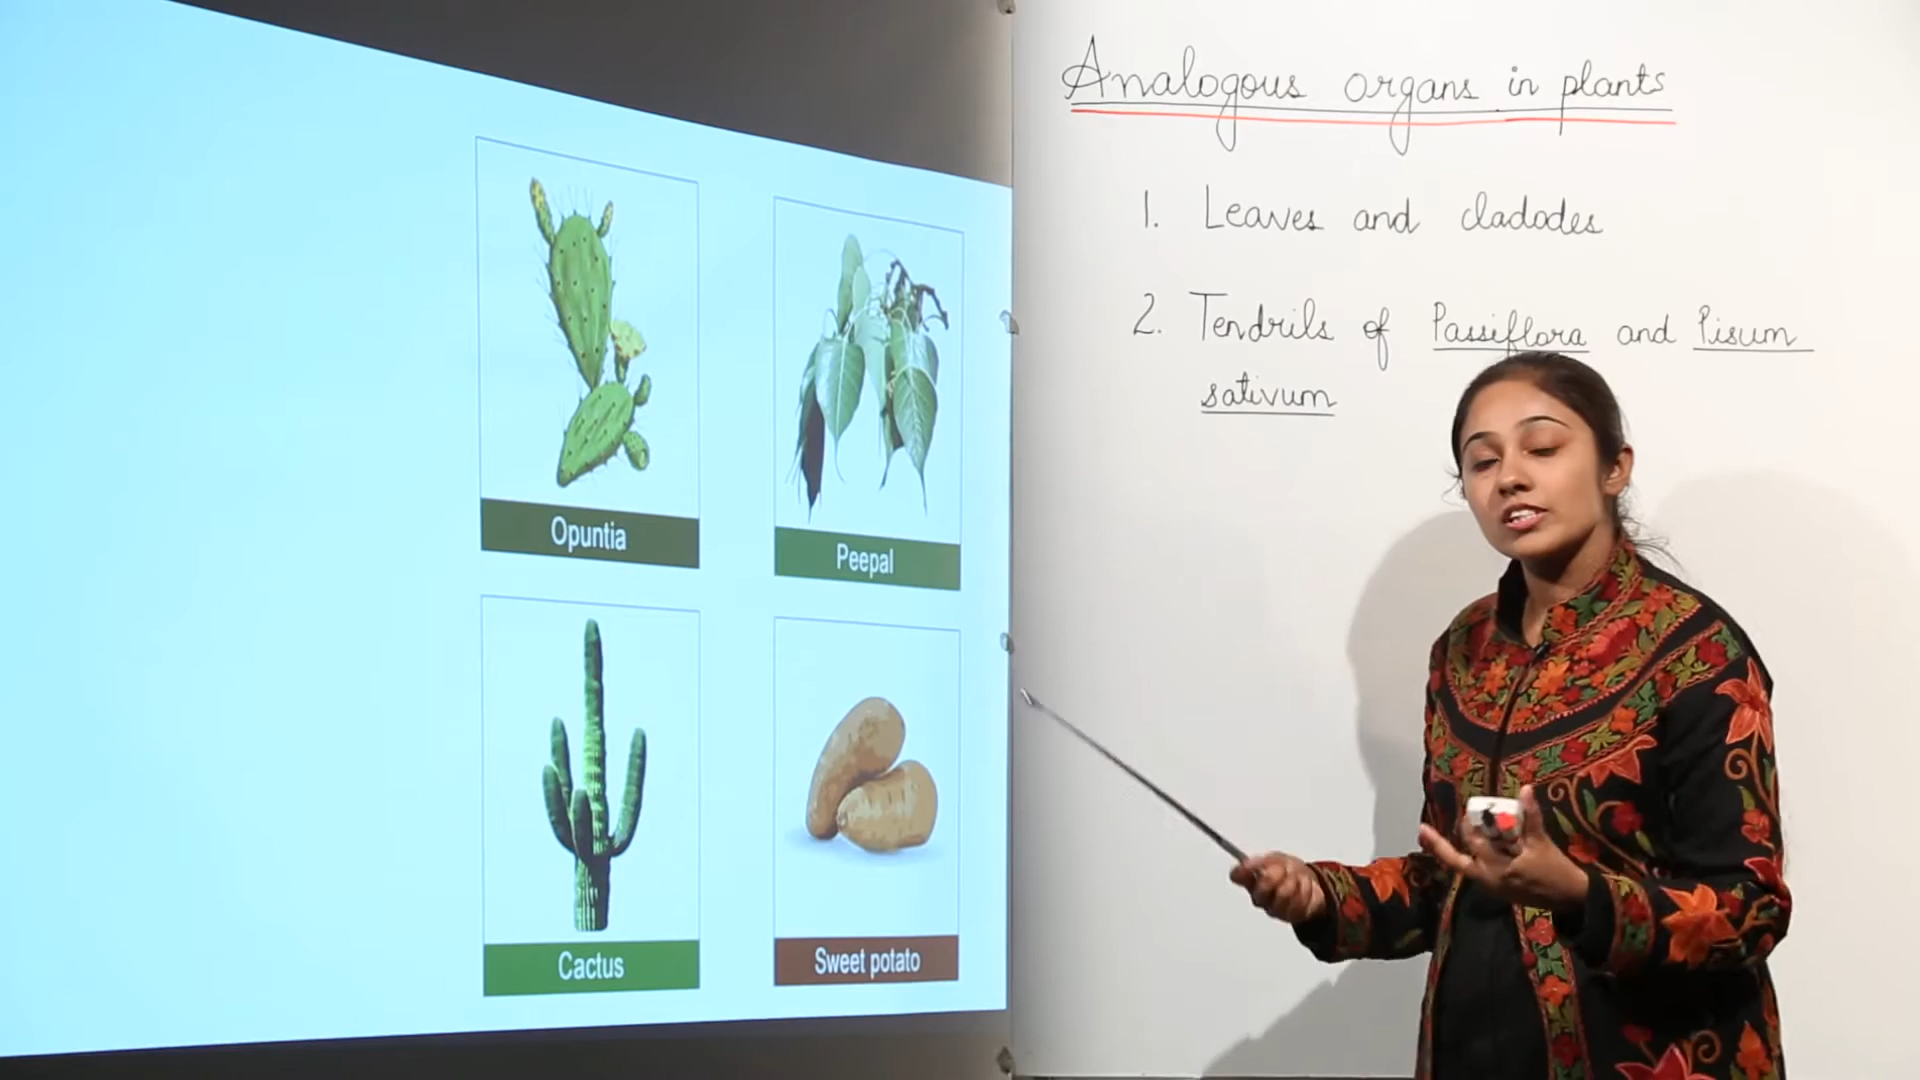 Analogous organs in plants
1. Leaves and cladodes
2. Tendrils of Passiflora and Pisum
sativum
Opuntia
Peepal
Cactus
Sweet potato